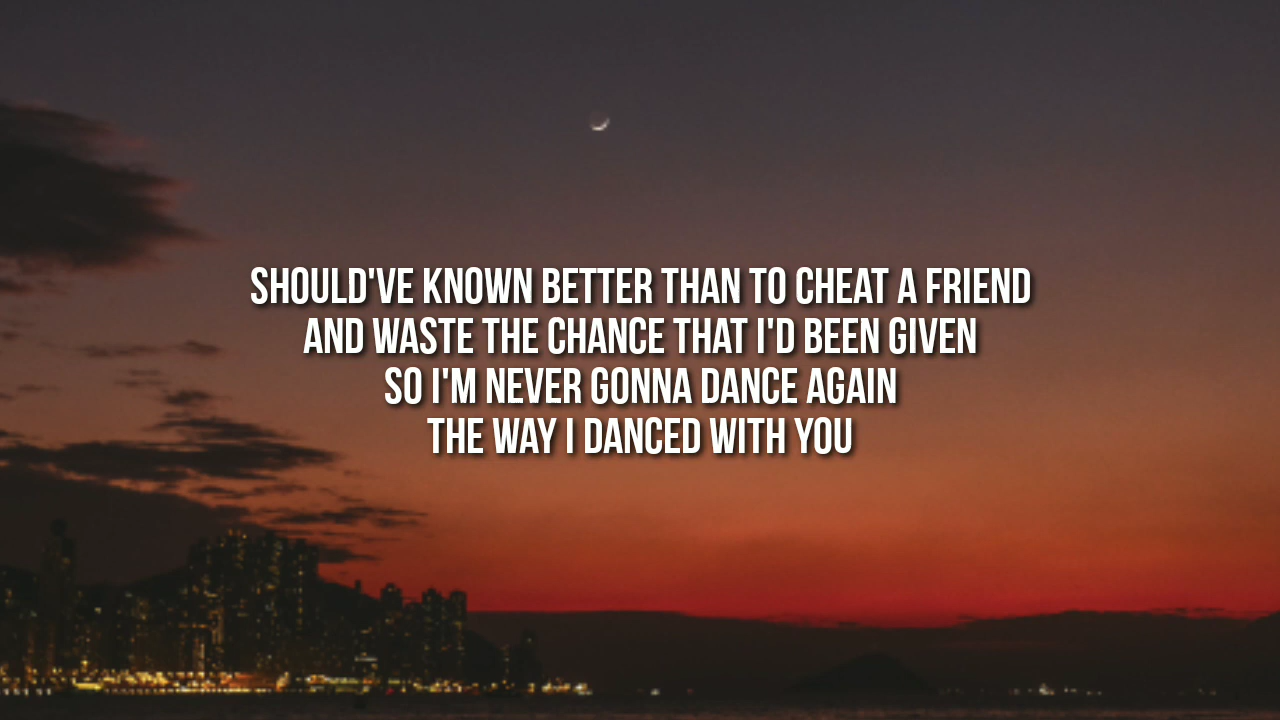 SHOULD'VE KNOWN BETTER THAN TO CHEAT A FRIEND
AND WASTE THE CHANCE THAT I'D BEEN GIVEN
SO I'M NEVER GONNA DANCE AGAIN
THE WAY I DANCED WITH YOU